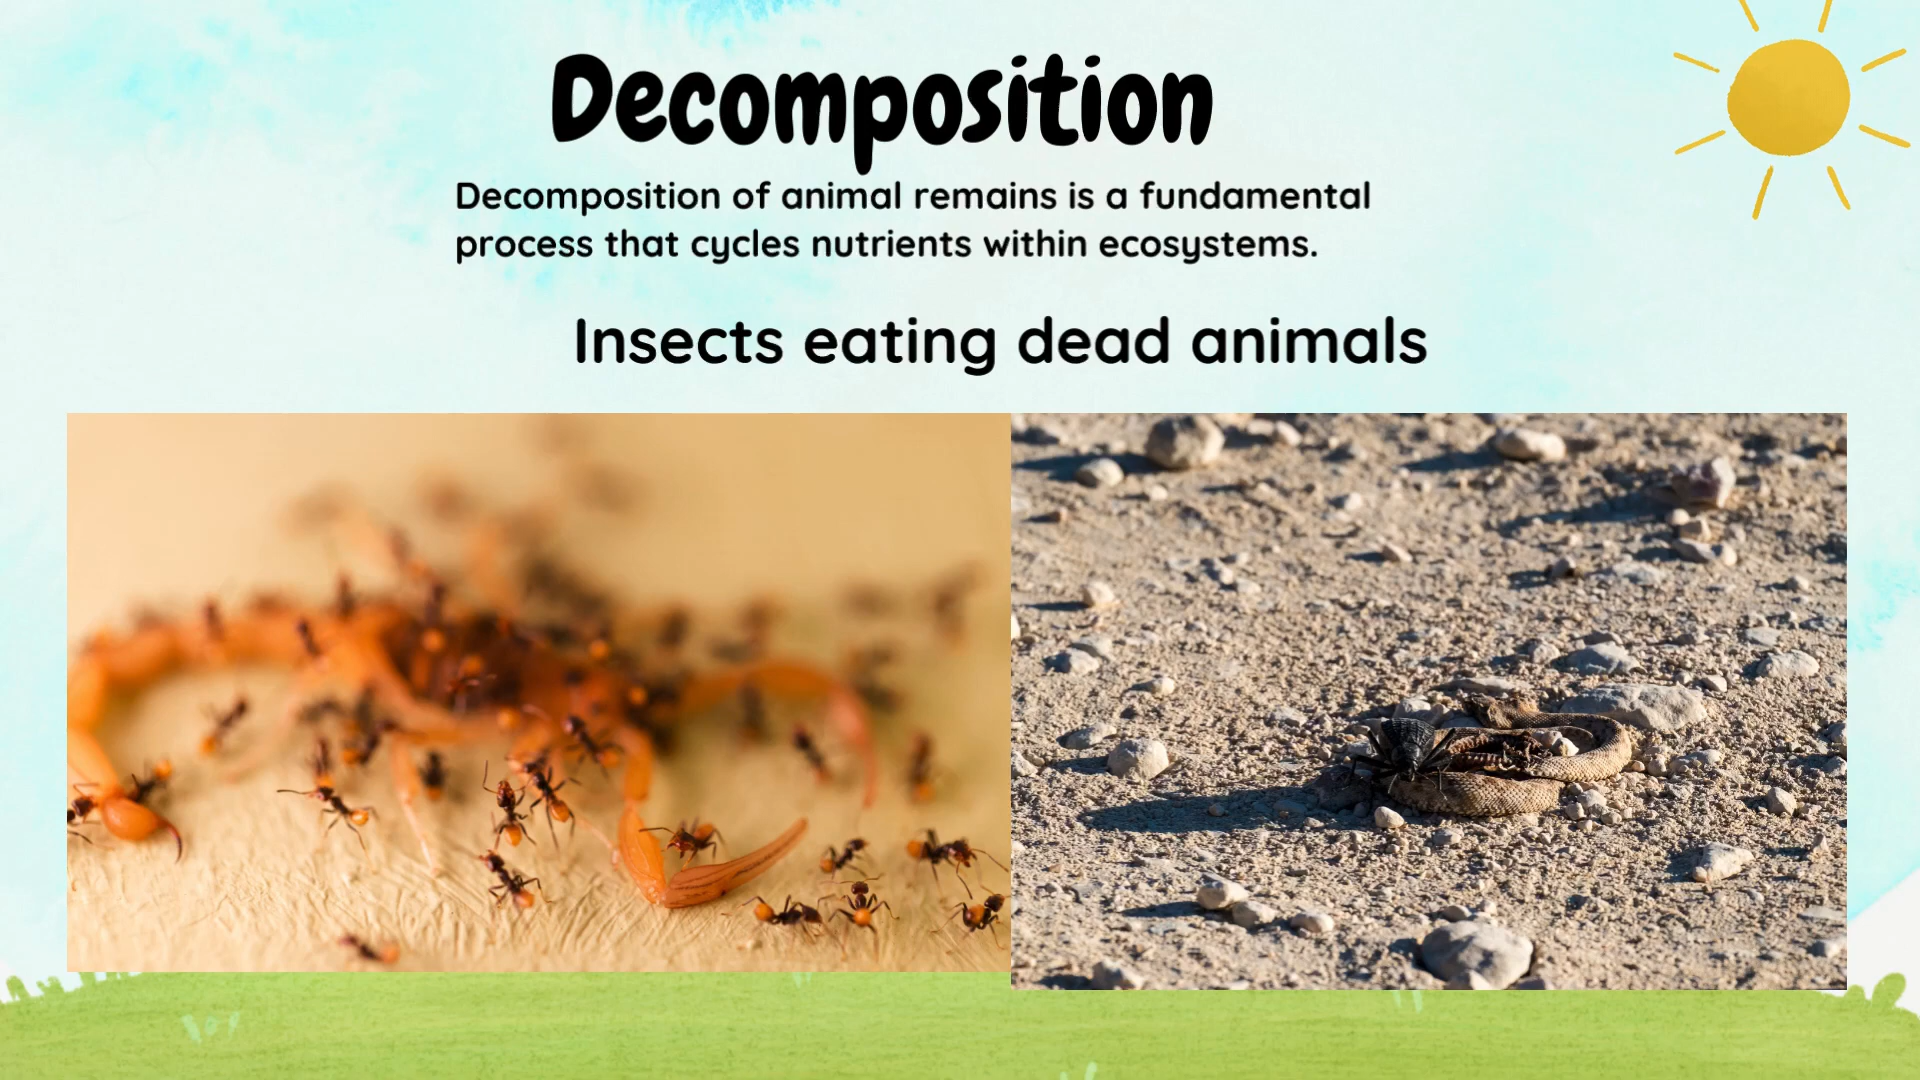 Decomposition
Decomposition of animal remains is a fundamental
process that cycles nutrients within ecosystems.
Insects eating dead animals